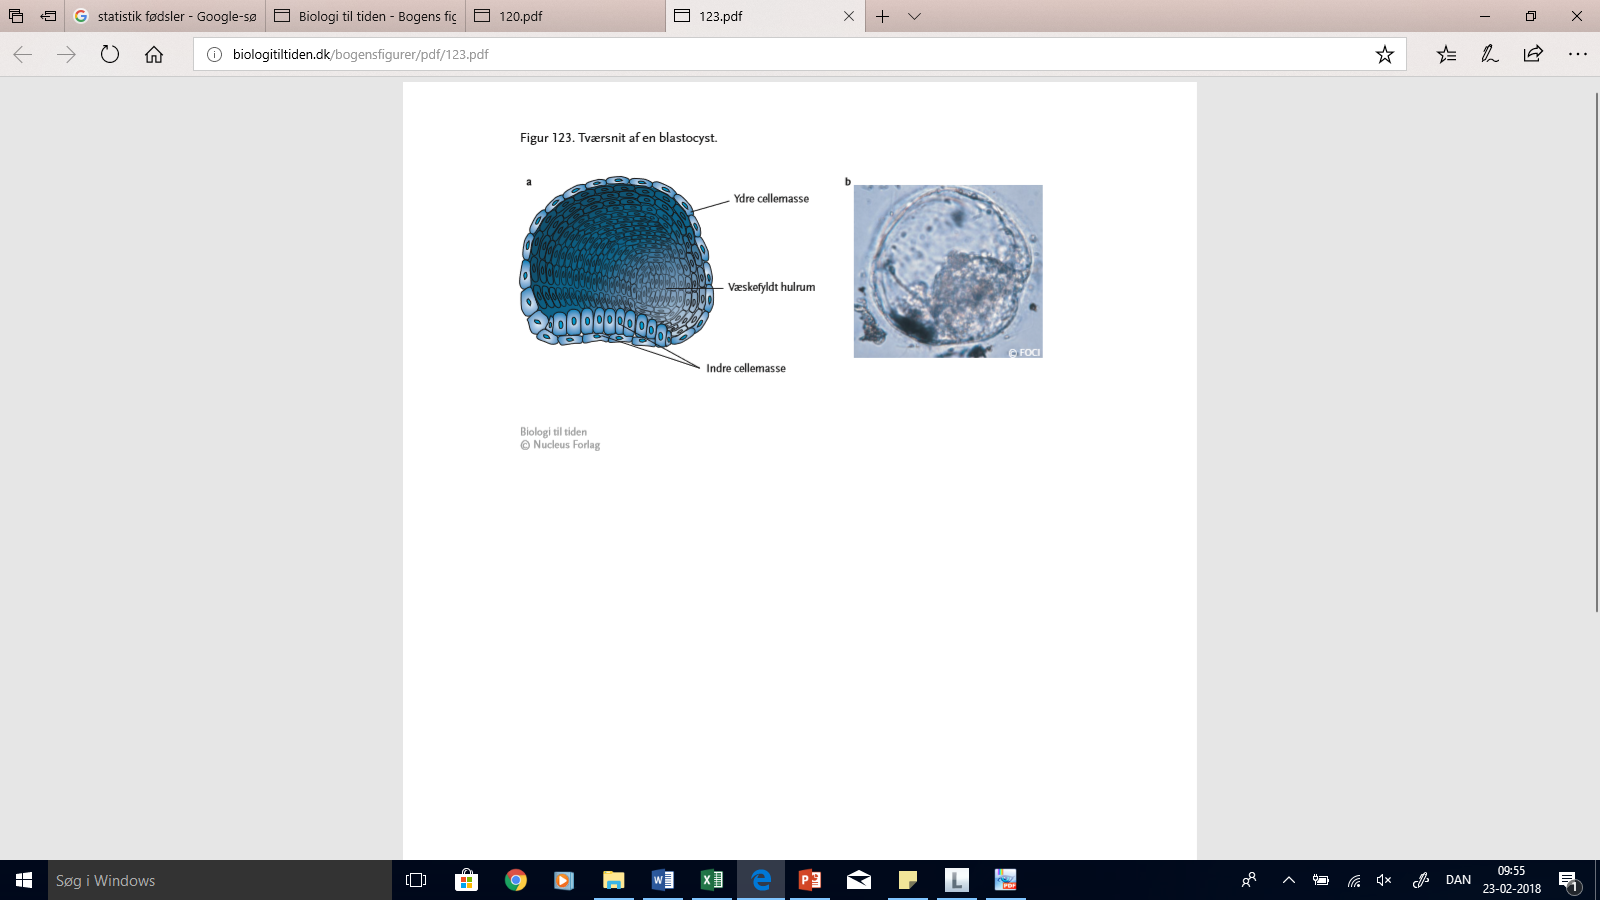 statistik fødsler - Google-sø
Biologi til tiden - Bogens fig
120.pdf
123.pdf
biologitiltiden.dk/bogensfigurer/pdf/123.pdf
Figur 123. Tværsnit af en blastocyst.
a
Ydre cellemasse
Væskefyldt hulrum
Indre cellemasse
b
© FOCI
Biologi til tiden
© Nucleus Forlag
Søg i Windows
DAN
09:55
23-02-2018
1